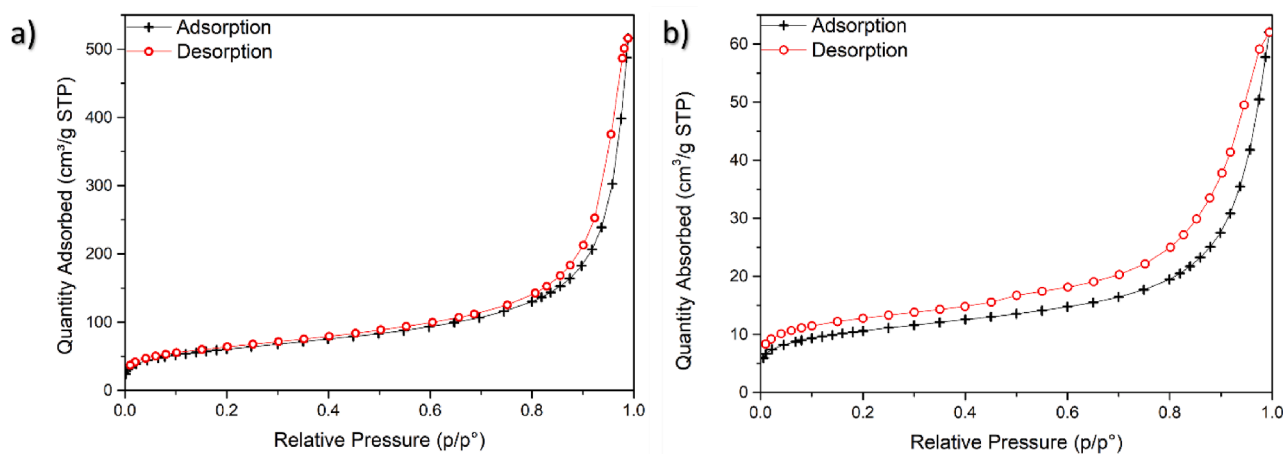 a)
Adsorption
Desorption
500
400
300
200
100
0
Quantity Adsorbed (cm³/g STP)
0.0 0.2 0.4 0.6 0.8 1.0
Relative Pressure (p/p°)
b)
Adsorption
Desorption
60
50
40
30
20
10
0
Quantity Absorbed (cm³/g STP)
0.0 0.2 0.4 0.6 0.8 1.0
Relative Pressure (p/p°)